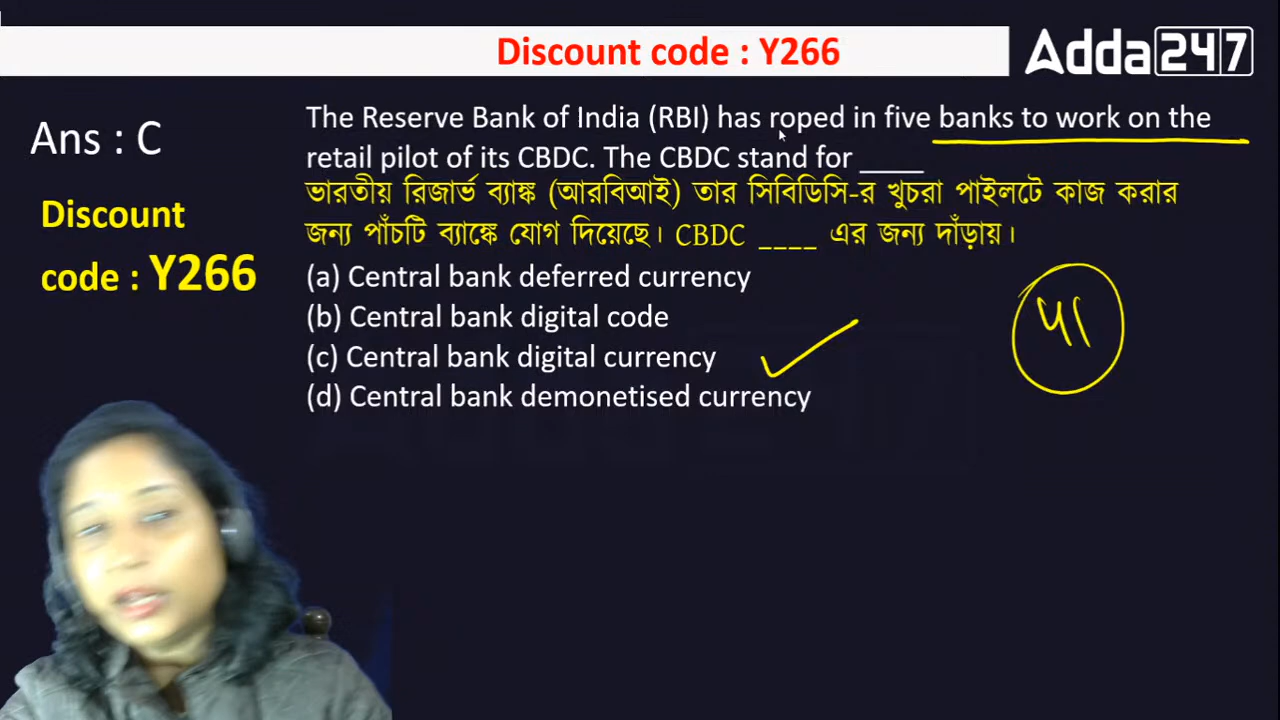 Discount code : Y266
Adda247
Ans : C
Discount
code : Y266
The Reserve Bank of India (RBI) has roped in five banks to work on the
retail pilot of its CBDC. The CBDC stand for ____
ভারতীয় রিজার্ভ ব্যাঙ্ক (আরবিআই) তার সিবিডিসি-র খুচরা পাইলটে কাজ করার
জন্য পাঁচটি ব্যাঙ্কে যোগ দিয়েছে। CBDC ____ এর জন্য দাঁড়ায়।
(a) Central bank deferred currency
(b) Central bank digital code
(c) Central bank digital currency
(d) Central bank demonetised currency